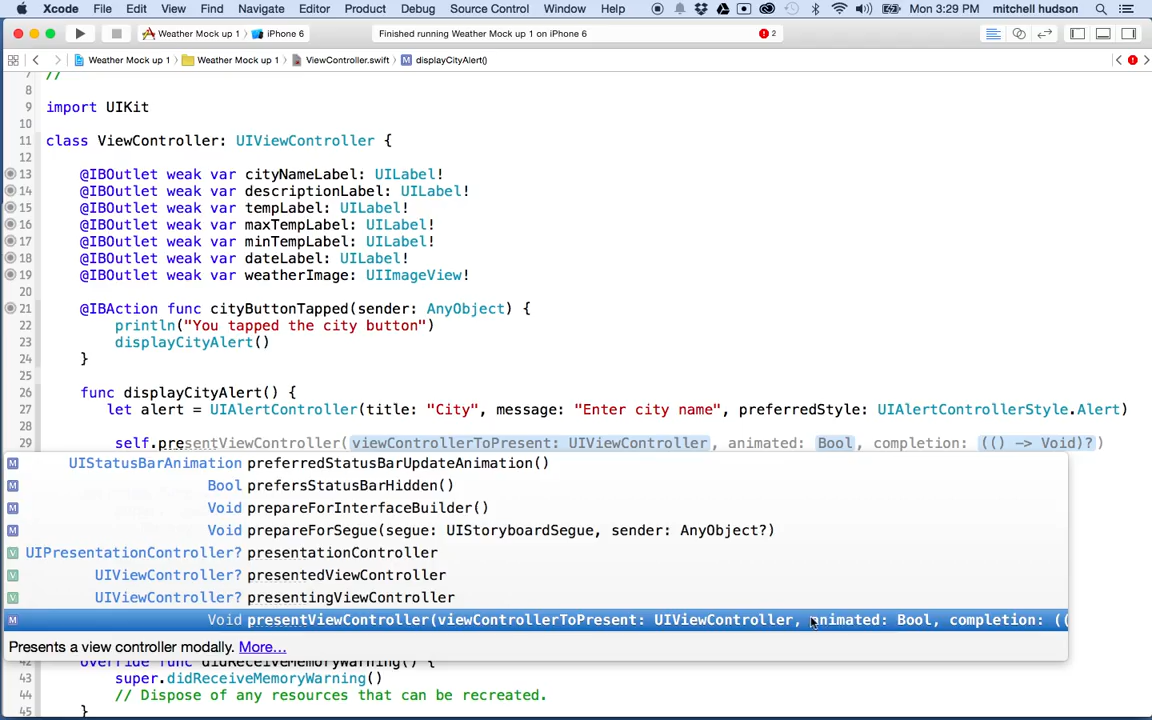 Xcode File Edit View Find Navigate Editor Product Debug Source Control Window Help Mon 3:29 PM mitchell hudson
Weather Mock up 1 〉 iPhone 6 Finished running Weather Mock up 1 on iPhone 6 2
Weather Mock up 1 〉 Weather Mock up 1 〉 ViewController.swift 〉 M displayCityAlert()
7 //
8
9 import UIKit
10
11 class ViewController: UIViewController {
12
13 @IBOutlet weak var cityNameLabel: UILabel!
14 @IBOutlet weak var descriptionLabel: UILabel!
15 @IBOutlet weak var tempLabel: UILabel!
16 @IBOutlet weak var maxTempLabel: UILabel!
17 @IBOutlet weak var minTempLabel: UILabel!
18 @IBOutlet weak var dateLabel: UILabel!
19 @IBOutlet weak var weatherImage: UIImageView!
20
21 @IBAction func cityButtonTapped(sender: AnyObject) {
22 println("You tapped the city button")
23 displayCityAlert()
24 }
25
26 func displayCityAlert() {
27 let alert = UIAlertController(title: "City", message: "Enter city name", preferredStyle: UIAlertControllerStyle.Alert)
28
29 self.presentViewController(viewControllerToPresent: UIViewController, animated: Bool, completion: (() -> Void)?)
M UIStatusBarAnimation preferredStatusBarUpdateAnimation()
M Bool prefersStatusBarHidden()
M Void prepareForInterfaceBuilder()
M Void prepareForSegue(segue: UIStoryboardSegue, sender: AnyObject?)
V UIPresentationController? presentationController
V UIViewController? presentedViewController
V UIViewController? presentingViewController
M Void presentViewController(viewControllerToPresent: UIViewController, animated: Bool, completion: ((
Presents a view controller modally. More...
42 override func didReceiveMemoryWarning() {
43 super.didReceiveMemoryWarning()
44 // Dispose of any resources that can be recreated.
45 }